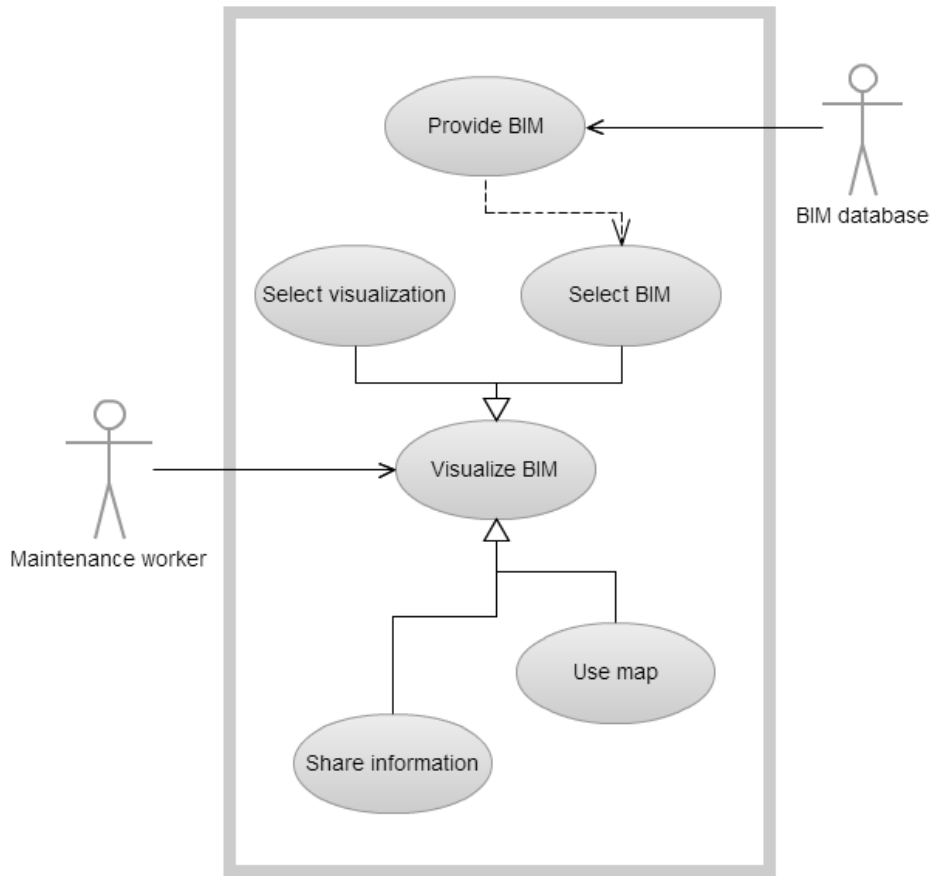 Provide BIM
BIM database
Select visualization
Select BIM
Visualize BIM
Maintenance worker
Use map
Share information